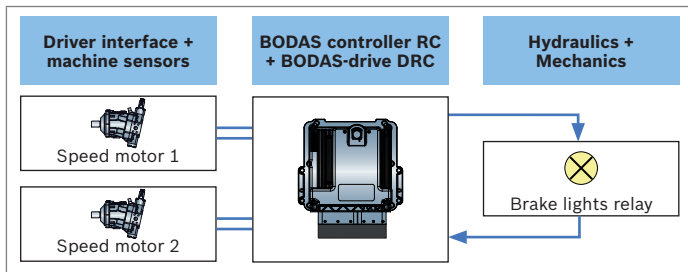 Driver interface +
machine sensors
BODAS controller RC
+ BODAS-drive DRC
Hydraulics +
Mechanics
Speed motor 1
Speed motor 2
Brake lights relay